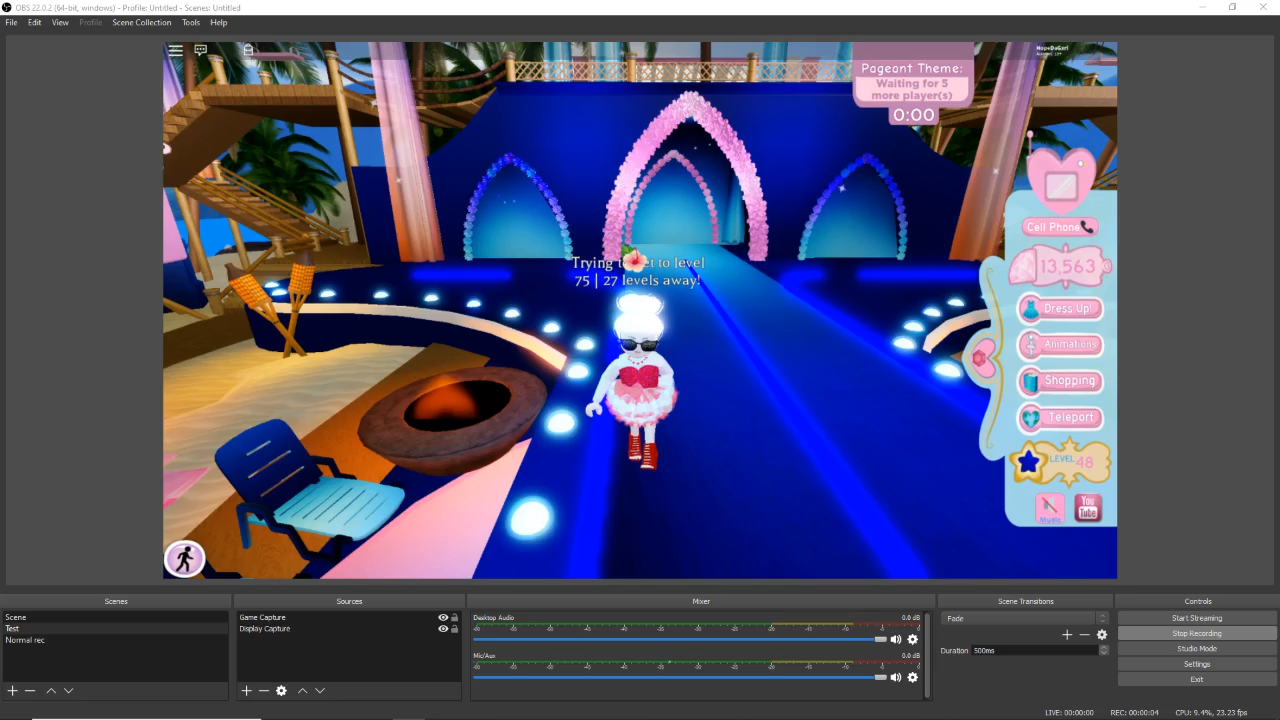 OBS 22.0.2 (64-bit, windows) - Profile: Untitled - Scenes: Untitled
File Edit View Profile Scene Collection Tools Help
Pageant Theme:
Waiting for 5
more player(s)
0:00
Cell Phone
13,563
Dress Up!
Animations
Shopping
Teleport
LEVEL 48
Music
You
Tube
Trying to get to level
75 | 27 levels away!
Scenes
Scene
Test
Normal rec
Sources
Game Capture
Display Capture
Mixer
Desktop Audio 0.0 dB
Mic/Aux 0.0 dB
Scene Transitions
Fade
Duration 500ms
Controls
Start Streaming
Stop Recording
Studio Mode
Settings
Exit
LIVE: 00:00:00 REC: 00:00:04 CPU: 9.4%, 23.23 fps